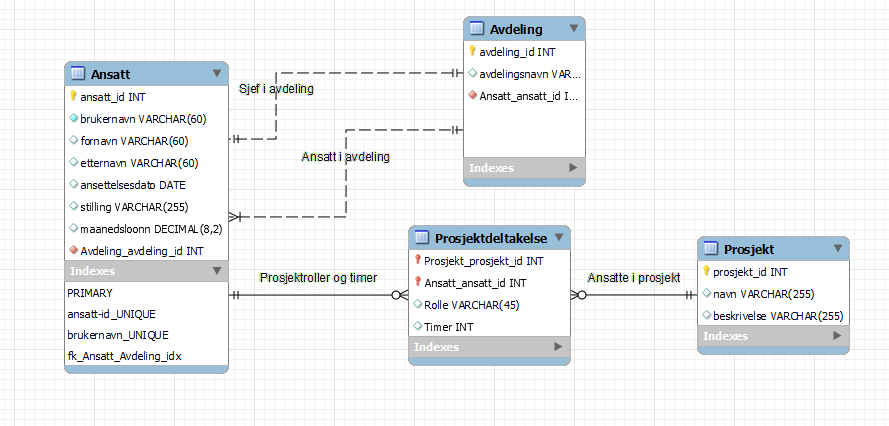 Ansatt
ansatt_id INT
brukernavn VARCHAR(60)
fornavn VARCHAR(60)
etternavn VARCHAR(60)
ansettelsesdato DATE
stilling VARCHAR(255)
maanedsloonn DECIMAL(8,2)
Avdeling_avdeling_id INT
Indexes
PRIMARY
ansatt-id_UNIQUE
brukernavn_UNIQUE
fk_Ansatt_Avdeling_idx
Sjef i avdeling
Ansatt i avdeling
Avdeling
avdeling_id INT
avdelingsnavn VAR...
Ansatt_ansatt_id I...
Indexes
Prosjektroller og timer
Prosjektdeltakelse
Prosjekt_prosjekt_id INT
Ansatt_ansatt_id INT
Rolle VARCHAR(45)
Timer INT
Indexes
Ansatte i prosjekt
Prosjekt
prosjekt_id INT
navn VARCHAR(255)
beskrivelse VARCHAR(255)
Indexes